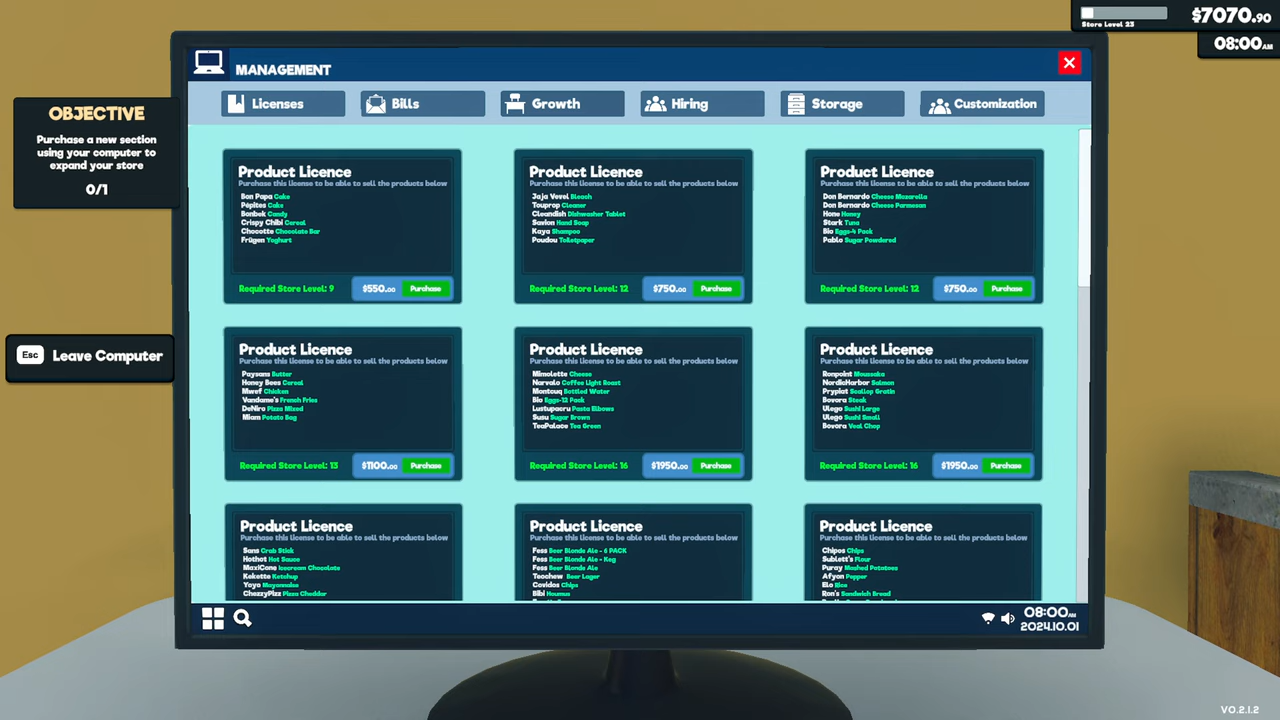 $7070.90
Store Level 23
08:00AM
MANAGEMENT
Licenses
Bills
Growth
Hiring
Storage
Customization
OBJECTIVE
Purchase a new section
using your computer to
expand your store
0/1
Esc
Leave Computer
Product Licence
Purchase this license to be able to sell the products below
Bon Papa Cake
Pépites Cake
Bonbek Candy
Crispy Chibi Cereal
Chocotte Chocolate Bar
Frügen Yoghurt
Required Store Level: 9
$550.00
Purchase
Product Licence
Purchase this license to be able to sell the products below
Jaja Vevel Bleach
Touprop Cleaner
Cleandish Dishwasher Tablet
Savion Hand Soap
Kaya Shampoo
Poudou Toiletpaper
Required Store Level: 12
$750.00
Purchase
Product Licence
Purchase this license to be able to sell the products below
Don Bernardo Cheese Mozarella
Don Bernardo Cheese Parmesan
Hone Honey
Stark Tuna
Bio Eggs-4 Pack
Pablo Sugar Powdered
Required Store Level: 12
$750.00
Purchase
Product Licence
Purchase this license to be able to sell the products below
Paysans Butter
Honey Bees Cereal
Mwef Chicken
Vandame's French Fries
DeNiro Pizza Mixed
Miam Potato Bag
Required Store Level: 13
$1100.00
Purchase
Product Licence
Purchase this license to be able to sell the products below
Mimolette Cheese
Narvalo Coffee Light Roast
Montouq Bottled Water
Bio Eggs-12 Pack
Lustupacru Pasta Elbows
Susu Sugar Brown
TeaPalace Tea Green
Required Store Level: 16
$1950.00
Purchase
Product Licence
Purchase this license to be able to sell the products below
Ronpoint Moussaka
NordicHarbor Salmon
Prypiat Scallop Gratin
Bovora Steak
Ulego Sushi Large
Ulego Sushi Small
Bovora Veal Chop
Required Store Level: 16
$1950.00
Purchase
Product Licence
Purchase this license to be able to sell the products below
Sans Crab Stick
Hothot Hot Sauce
MaxiCone Icecream Chocolate
Kekette Ketchup
Yoyo Mayonnaise
ChezzyPizz Pizza Cheddar
Product Licence
Purchase this license to be able to sell the products below
Fess Beer Blonde Ale - 6 PACK
Fess Beer Blonde Ale - Keg
Fess Beer Blonde Ale
Teochew Beer Lager
Covidos Chips
Bibi Houmus
Product Licence
Purchase this license to be able to sell the products below
Chipos Chips
Sublett's Flour
Puray Mashed Potatoes
Afyon Pepper
Elo Rice
Ron's Sandwich Bread
08:00AM
2024.10.01
V0.2.1.2